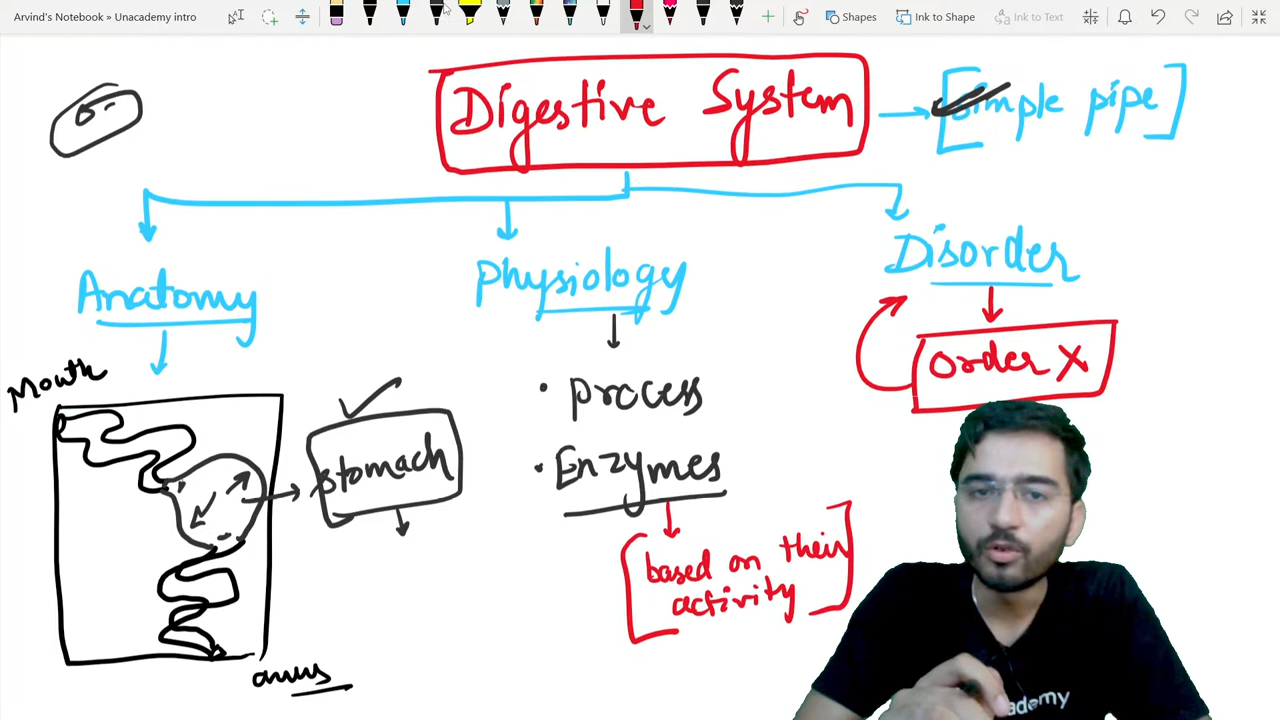 Arvind's Notebook » Unacademy intro
Shapes
Ink to Shape
Ink to Text
Digestive System
simple pipe
Anatomy
Physiology
Disorder
order X
Mouth
stomach
• process
• Enzymes
based on their
activity
anus
ademy